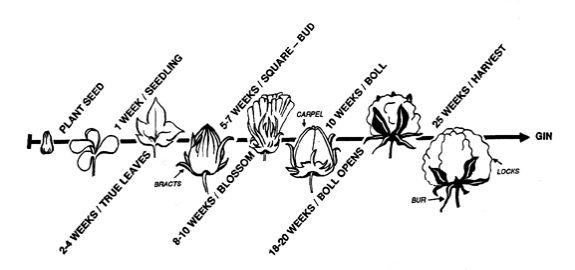 PLANT SEED
1 WEEK / SEEDLING
2-4 WEEKS / TRUE LEAVES
BRACTS
5-7 WEEKS / SQUARE – BUD
8-10 WEEKS / BLOSSOM
CARPEL
10 WEEKS / BOLL
18-20 WEEKS / BOLL OPENS
25 WEEKS / HARVEST
BUR
LOCKS
GIN